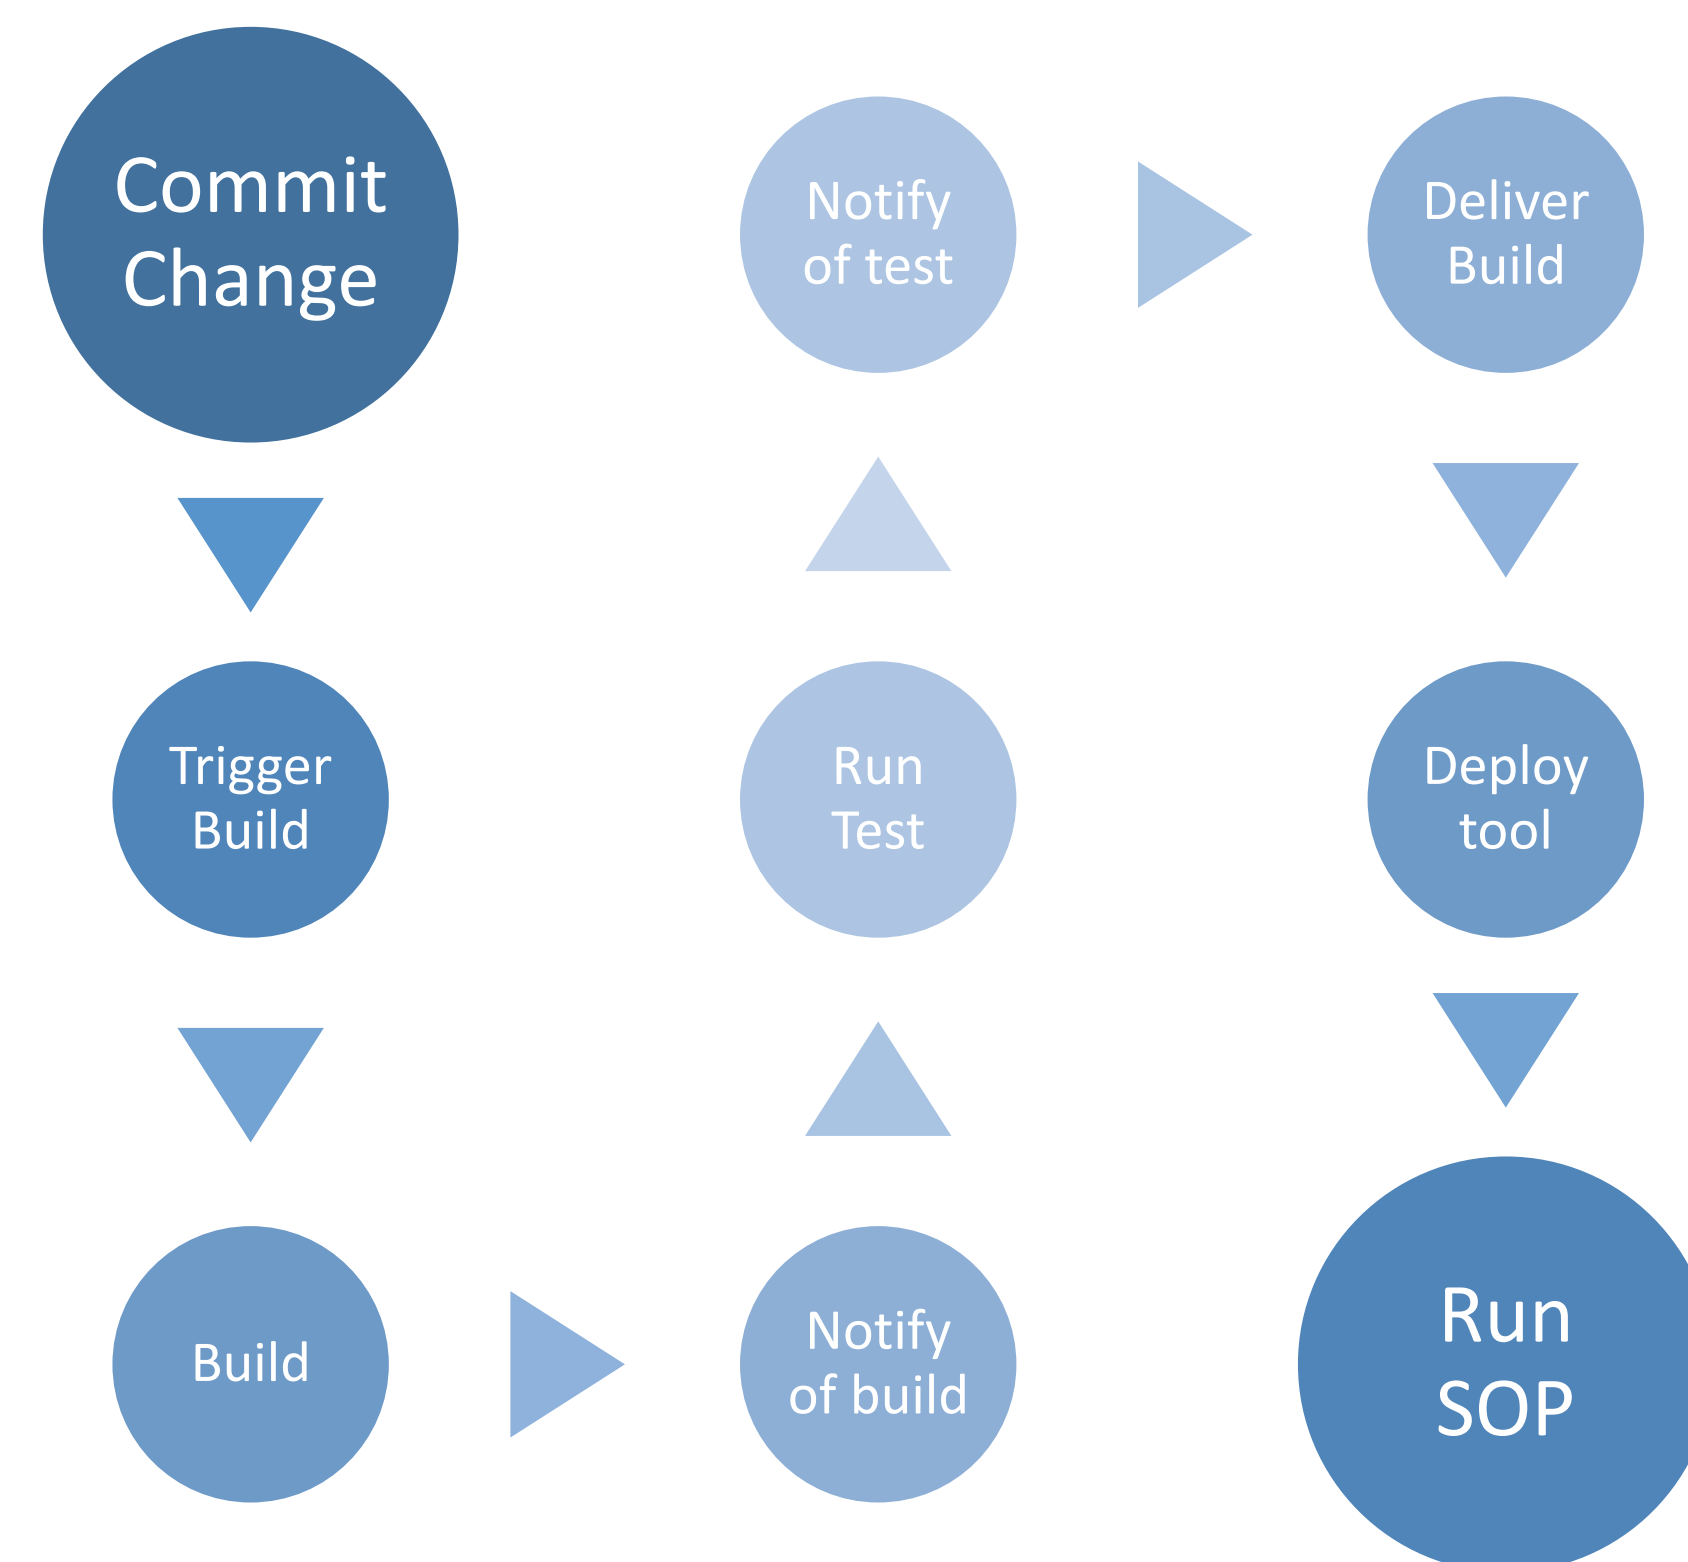 Commit
Change
Trigger
Build
Build
Notify
of build
Run
Test
Notify
of test
Deliver
Build
Deploy
tool
Run
SOP